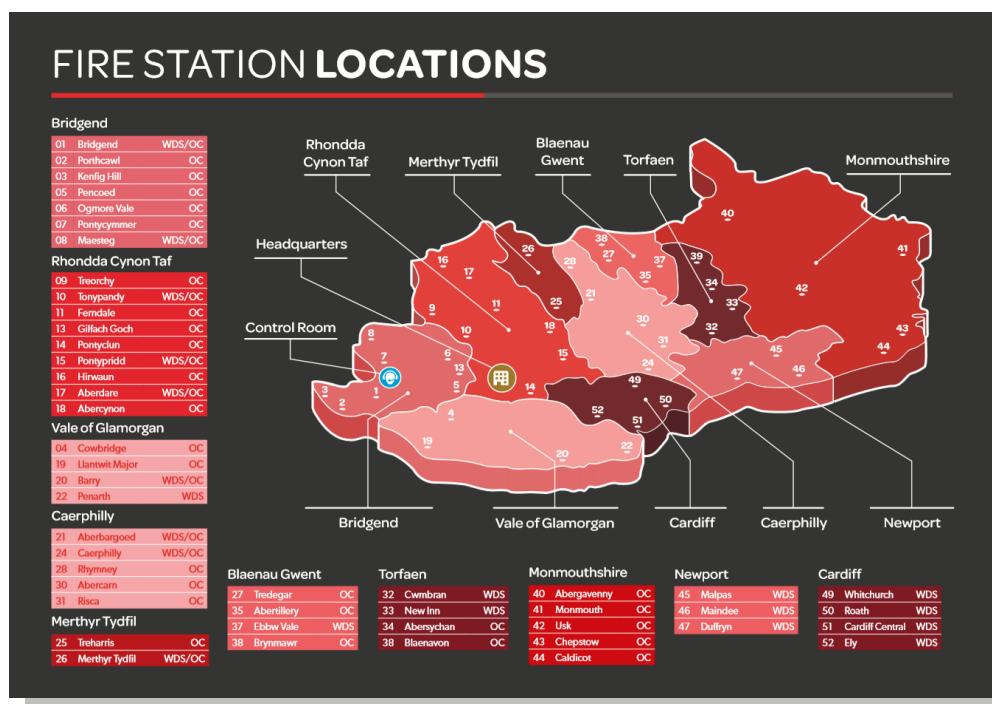 FIRE STATION LOCATIONS
Bridgend
01 Bridgend WDS/OC
02 Porthcawl OC
03 Kenfig Hill OC
05 Pencoed OC
06 Ogmore Vale OC
07 Pontycymmer OC
08 Maesteg WDS/OC
Rhondda Cynon Taf
09 Treorchy OC
10 Tonypandy WDS/OC
11 Ferndale OC
13 Gilfach Goch OC
14 Pontyclun OC
15 Pontypridd WDS/OC
16 Hirwaun OC
17 Aberdare WDS/OC
18 Abercynon OC
Vale of Glamorgan
04 Cowbridge OC
19 Llantwit Major OC
20 Barry WDS/OC
22 Penarth WDS
Caerphilly
21 Aberbargoed WDS/OC
24 Caerphilly WDS/OC
28 Rhymney OC
30 Abercarn OC
31 Risca OC
Merthyr Tydfil
25 Treharris OC
26 Merthyr Tydfil WDS/OC
Rhondda
Cynon Taf
Merthyr Tydfil
Blaenau
Gwent
Torfaen
Monmouthshire
Headquarters
Control Room
40
41
38
26
27
37
39
16
17
28
35
34
42
21
33
9
11
25
30
32
43
8
10
18
31
44
7
6
15
45
13
24
47
46
3
1
5
14
49
2
50
4
52
51
19
20
22
Bridgend
Vale of Glamorgan
Cardiff
Caerphilly
Newport
Blaenau Gwent
27 Tredegar OC
35 Abertillery OC
37 Ebbw Vale WDS
38 Brynmawr OC
Torfaen
32 Cwmbran WDS
33 New Inn WDS
34 Abersychan OC
38 Blaenavon OC
Monmouthshire
40 Abergavenny OC
41 Monmouth OC
42 Usk OC
43 Chepstow OC
44 Caldicot OC
Newport
45 Malpas WDS
46 Maindee WDS
47 Duffryn WDS
Cardiff
49 Whitchurch WDS
50 Roath WDS
51 Cardiff Central WDS
52 Ely WDS